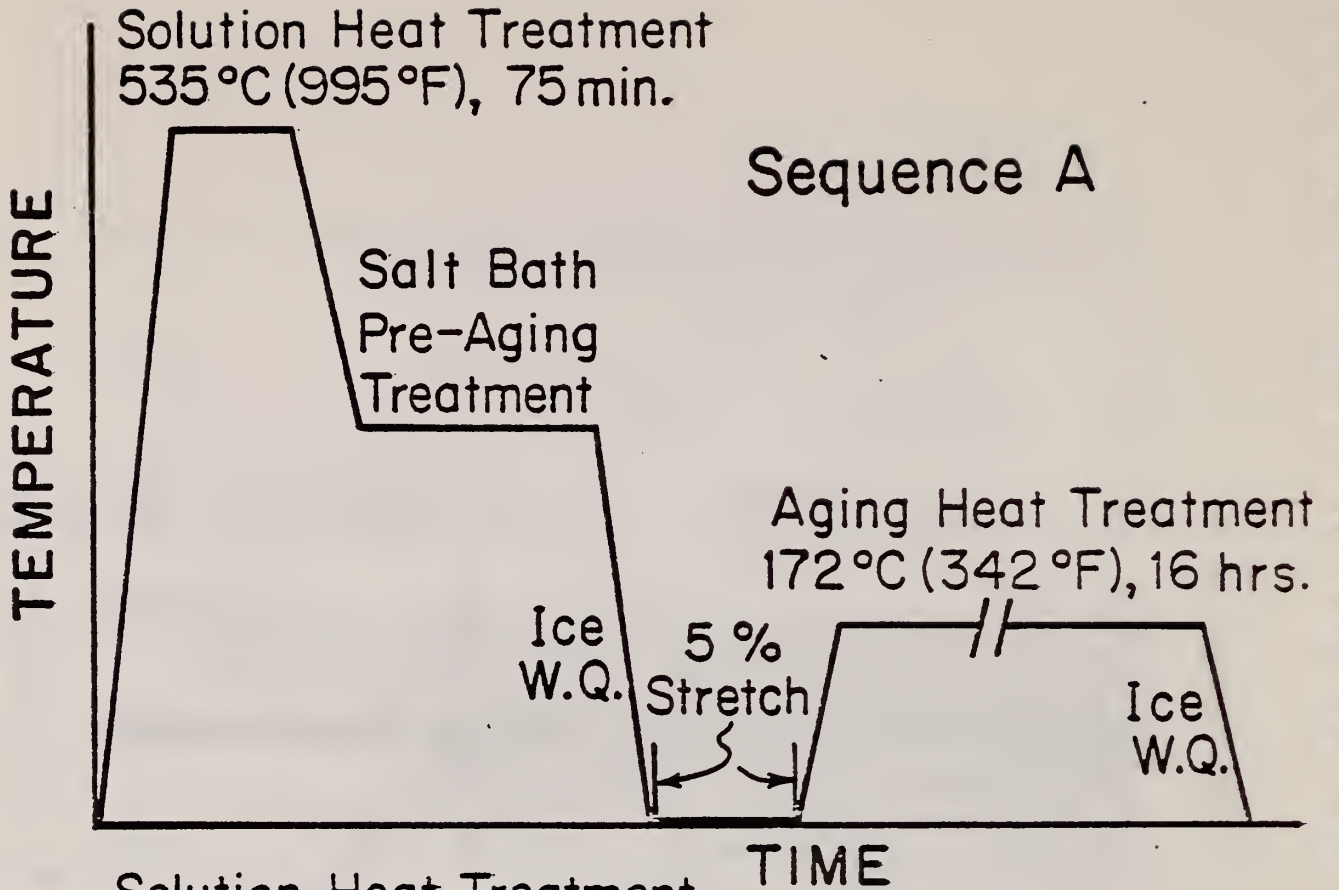 Solution Heat Treatment
535°C (995°F), 75 min.
Sequence A
TEMPERATURE
Salt Bath
Pre-Aging
Treatment
Aging Heat Treatment
172°C (342°F), 16 hrs.
Ice
W.Q.
5 %
Stretch
Ice
W.Q.
TIME
Solution Heat Treatment